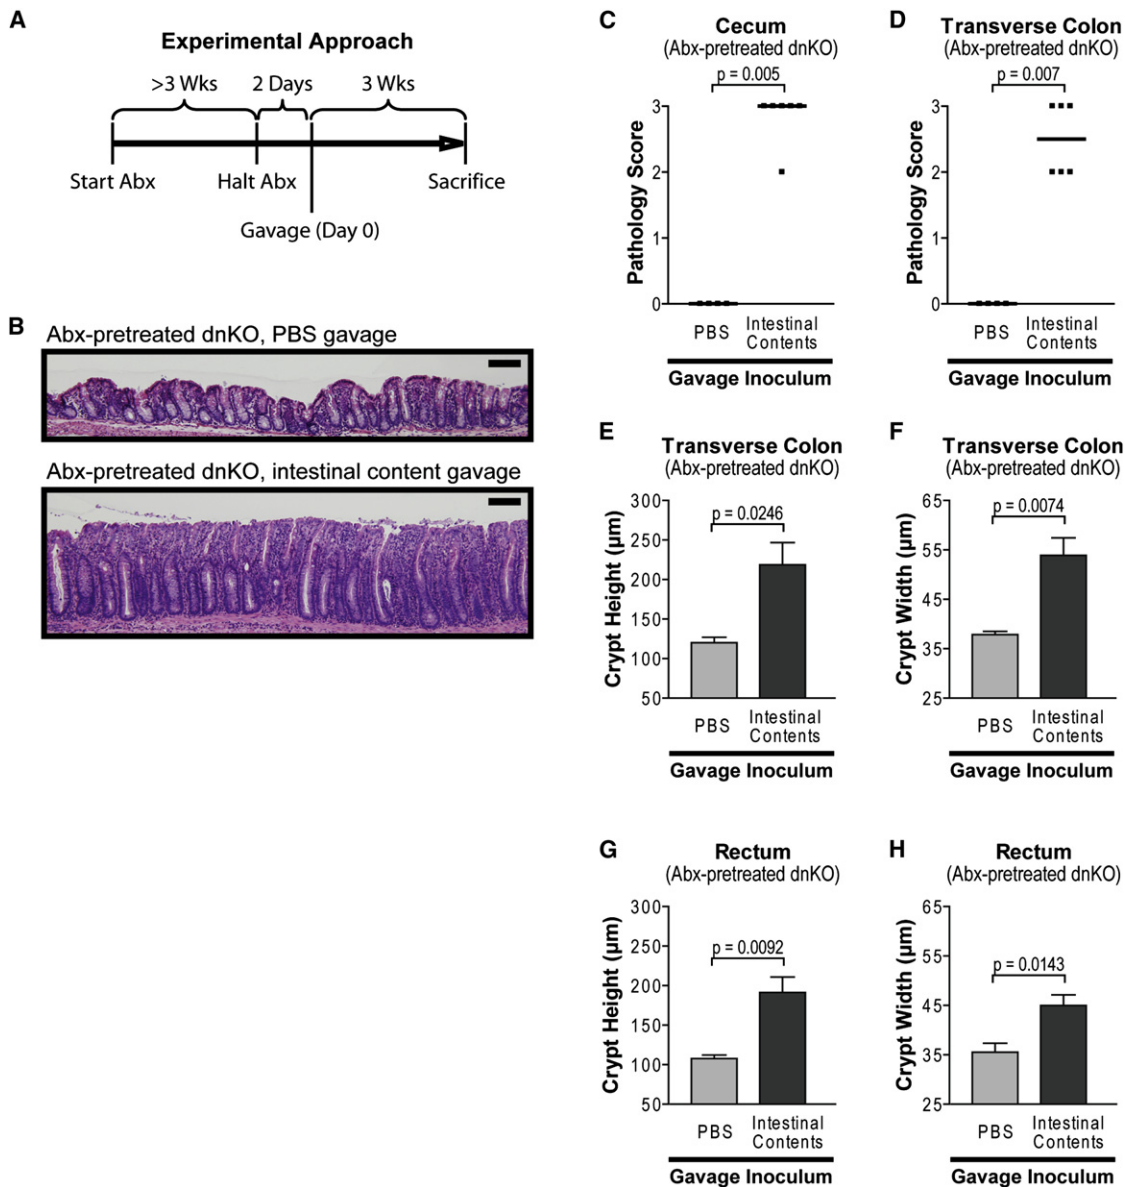 A
Experimental Approach
>3 Wks 2 Days 3 Wks
Start Abx Halt Abx Sacrifice
Gavage (Day 0)
B
Abx-pretreated dnKO, PBS gavage
Abx-pretreated dnKO, intestinal content gavage
C
Cecum
(Abx-pretreated dnKO)
p = 0.005
Pathology Score
3
2
1
0
PBS Intestinal
Contents
Gavage Inoculum
D
Transverse Colon
(Abx-pretreated dnKO)
p = 0.007
Pathology Score
3
2
1
0
PBS Intestinal
Contents
Gavage Inoculum
E
Transverse Colon
(Abx-pretreated dnKO)
p = 0.0246
Crypt Height (µm)
300
250
200
150
100
50
PBS Intestinal
Contents
Gavage Inoculum
F
Transverse Colon
(Abx-pretreated dnKO)
p = 0.0074
Crypt Width (µm)
65
55
45
35
25
PBS Intestinal
Contents
Gavage Inoculum
G
Rectum
(Abx-pretreated dnKO)
p = 0.0092
Crypt Height (µm)
300
250
200
150
100
50
PBS Intestinal
Contents
Gavage Inoculum
H
Rectum
(Abx-pretreated dnKO)
p = 0.0143
Crypt Width (µm)
65
55
45
35
25
PBS Intestinal
Contents
Gavage Inoculum